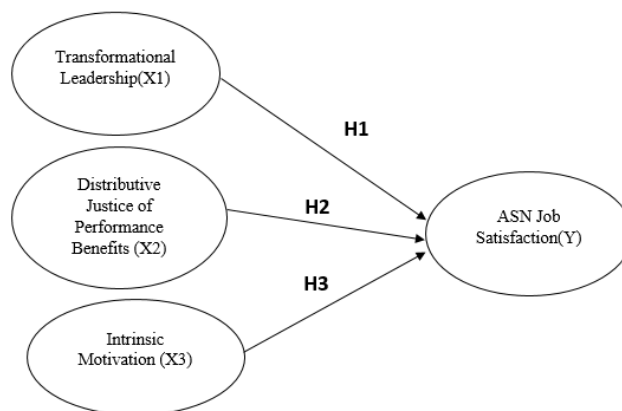 Transformational
Leadership(X1)
H1
Distributive
Justice of
Performance
Benefits (X2)
H2
ASN Job
Satisfaction(Y)
H3
Intrinsic
Motivation (X3)